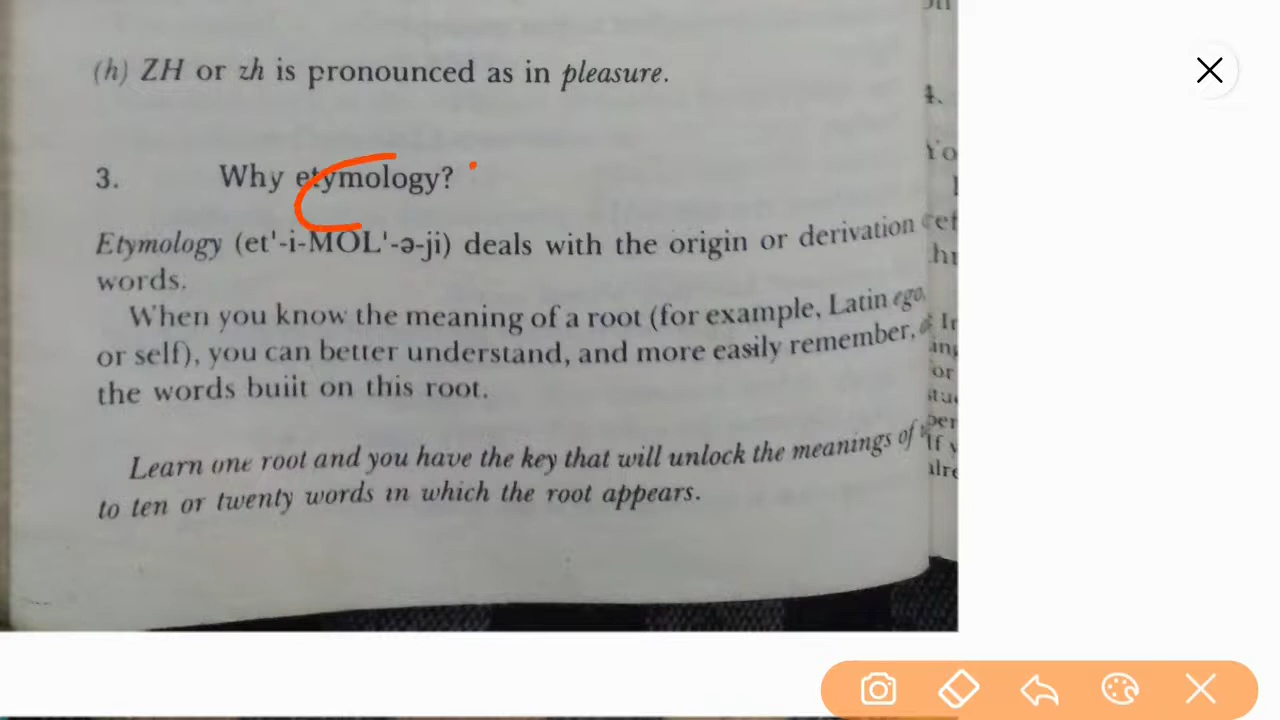 (h) ZH or zh is pronounced as in pleasure.
3. Why etymology?
Etymology (et'-i-MOL'-ə-ji) deals with the origin or derivation
words.
When you know the meaning of a root (for example, Latin ego,
or self), you can better understand, and more easily remember,
the words built on this root.
Learn one root and you have the key that will unlock the meanings of
to ten or twenty words in which the root appears.
4.